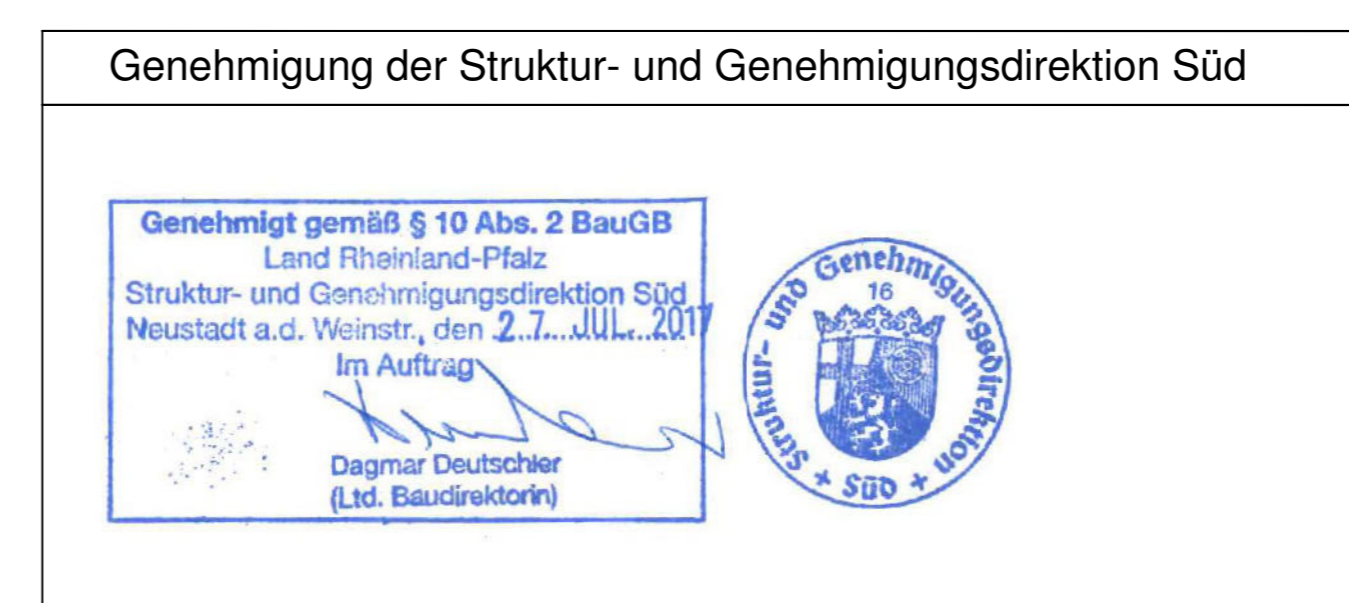 Genehmigung der Struktur- und Genehmigungsdirektion Süd
Genehmigt gemäß § 10 Abs. 2 BauGB
Land Rheinland-Pfalz
Struktur- und Genehmigungsdirektion Süd
Neustadt a.d. Weinstr., den 27. JUL. 2017
Im Auftrag
Dagmar Deutschler
(Ltd. Baudirektorin)
Struktur- und Genehmigungsdirektion
16
+ Süd +